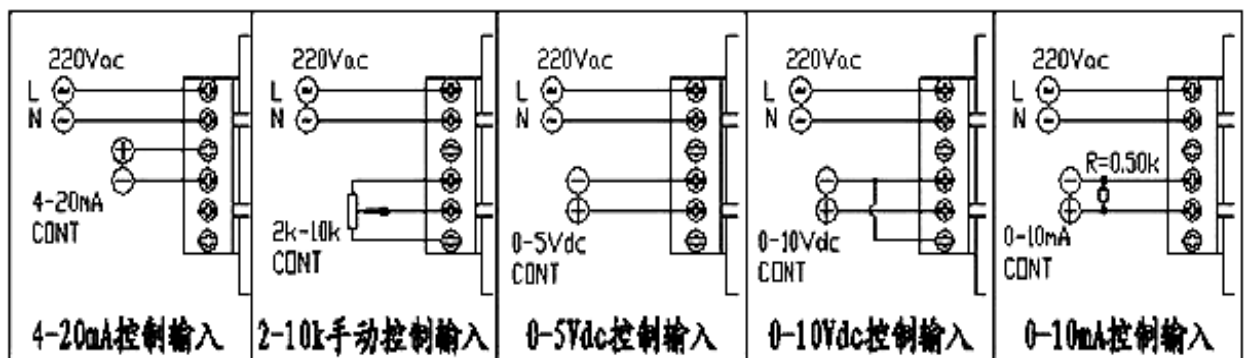 220Vac
L
N
4-20mA
CONT
4-20mA控制输入
220Vac
L
N
2k-10k
CONT
2-10k手动控制输入
220Vac
L
N
0-5Vdc
CONT
0-5Vdc控制输入
220Vac
L
N
0-10Vdc
CONT
0-10Vdc控制输入
220Vac
L
N
R=0.50k
0-10mA
CONT
0-10mA控制输入